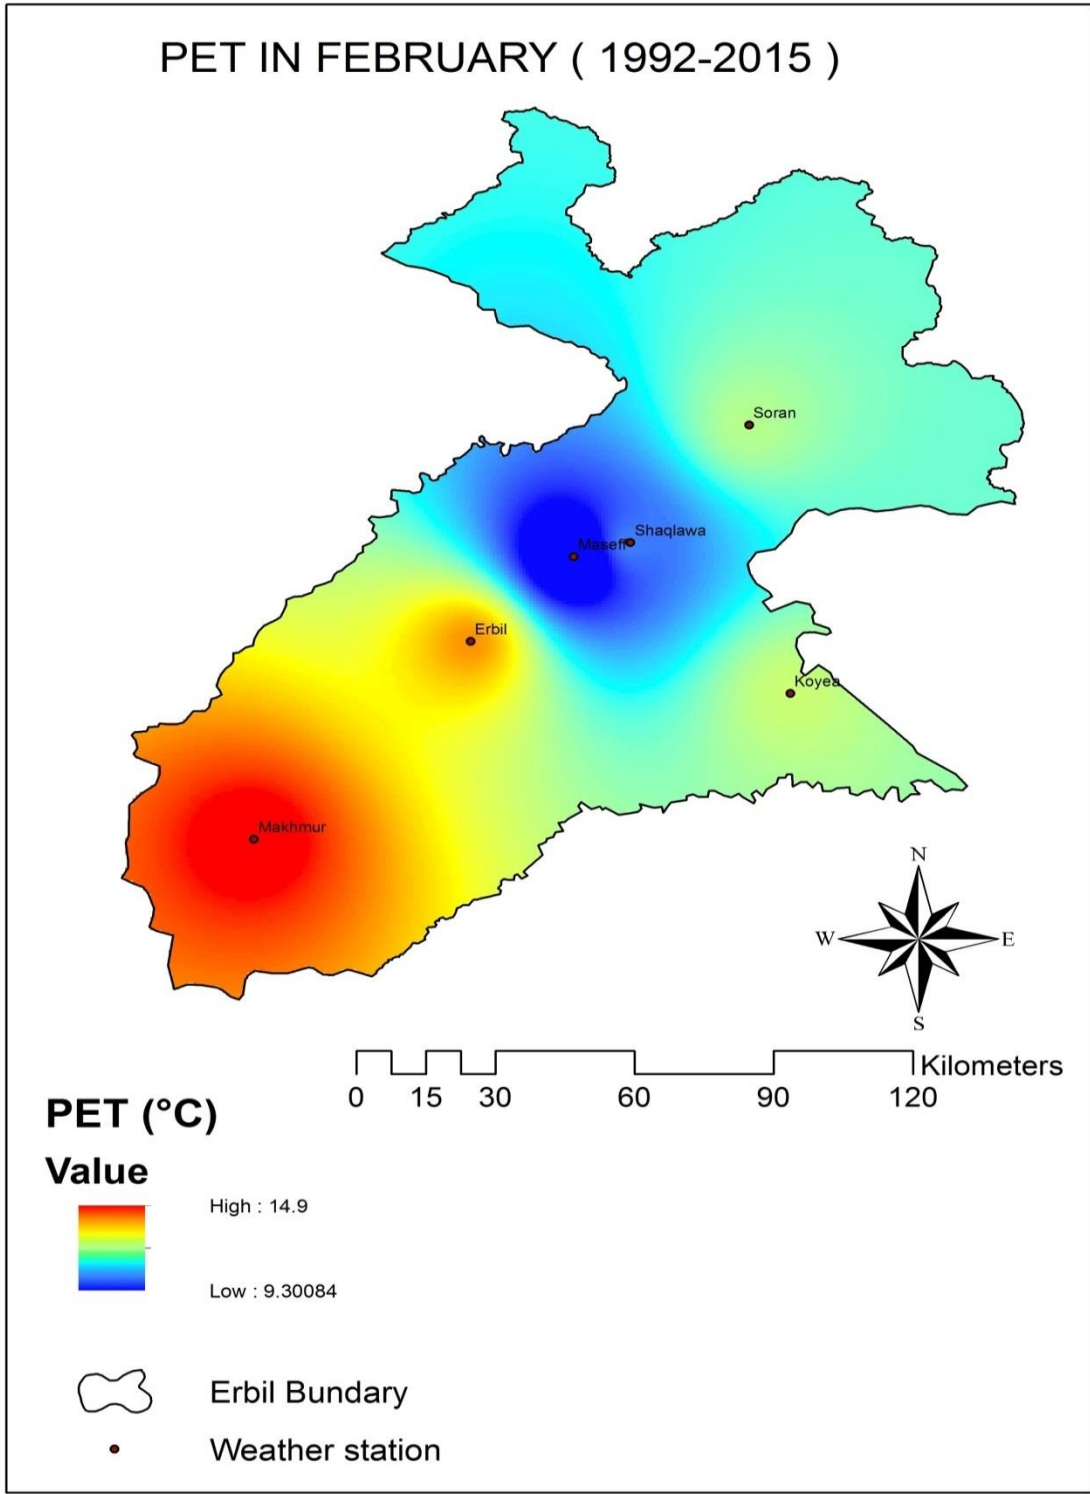 PET IN FEBRUARY ( 1992-2015 )
Soran
Shaqlawa
Maseff
Erbil
Koyea
Makhmur
N
W
E
S
Kilometers
0 15 30 60 90 120
PET (°C)
Value
High : 14.9
Low : 9.30084
Erbil Bundary
Weather station